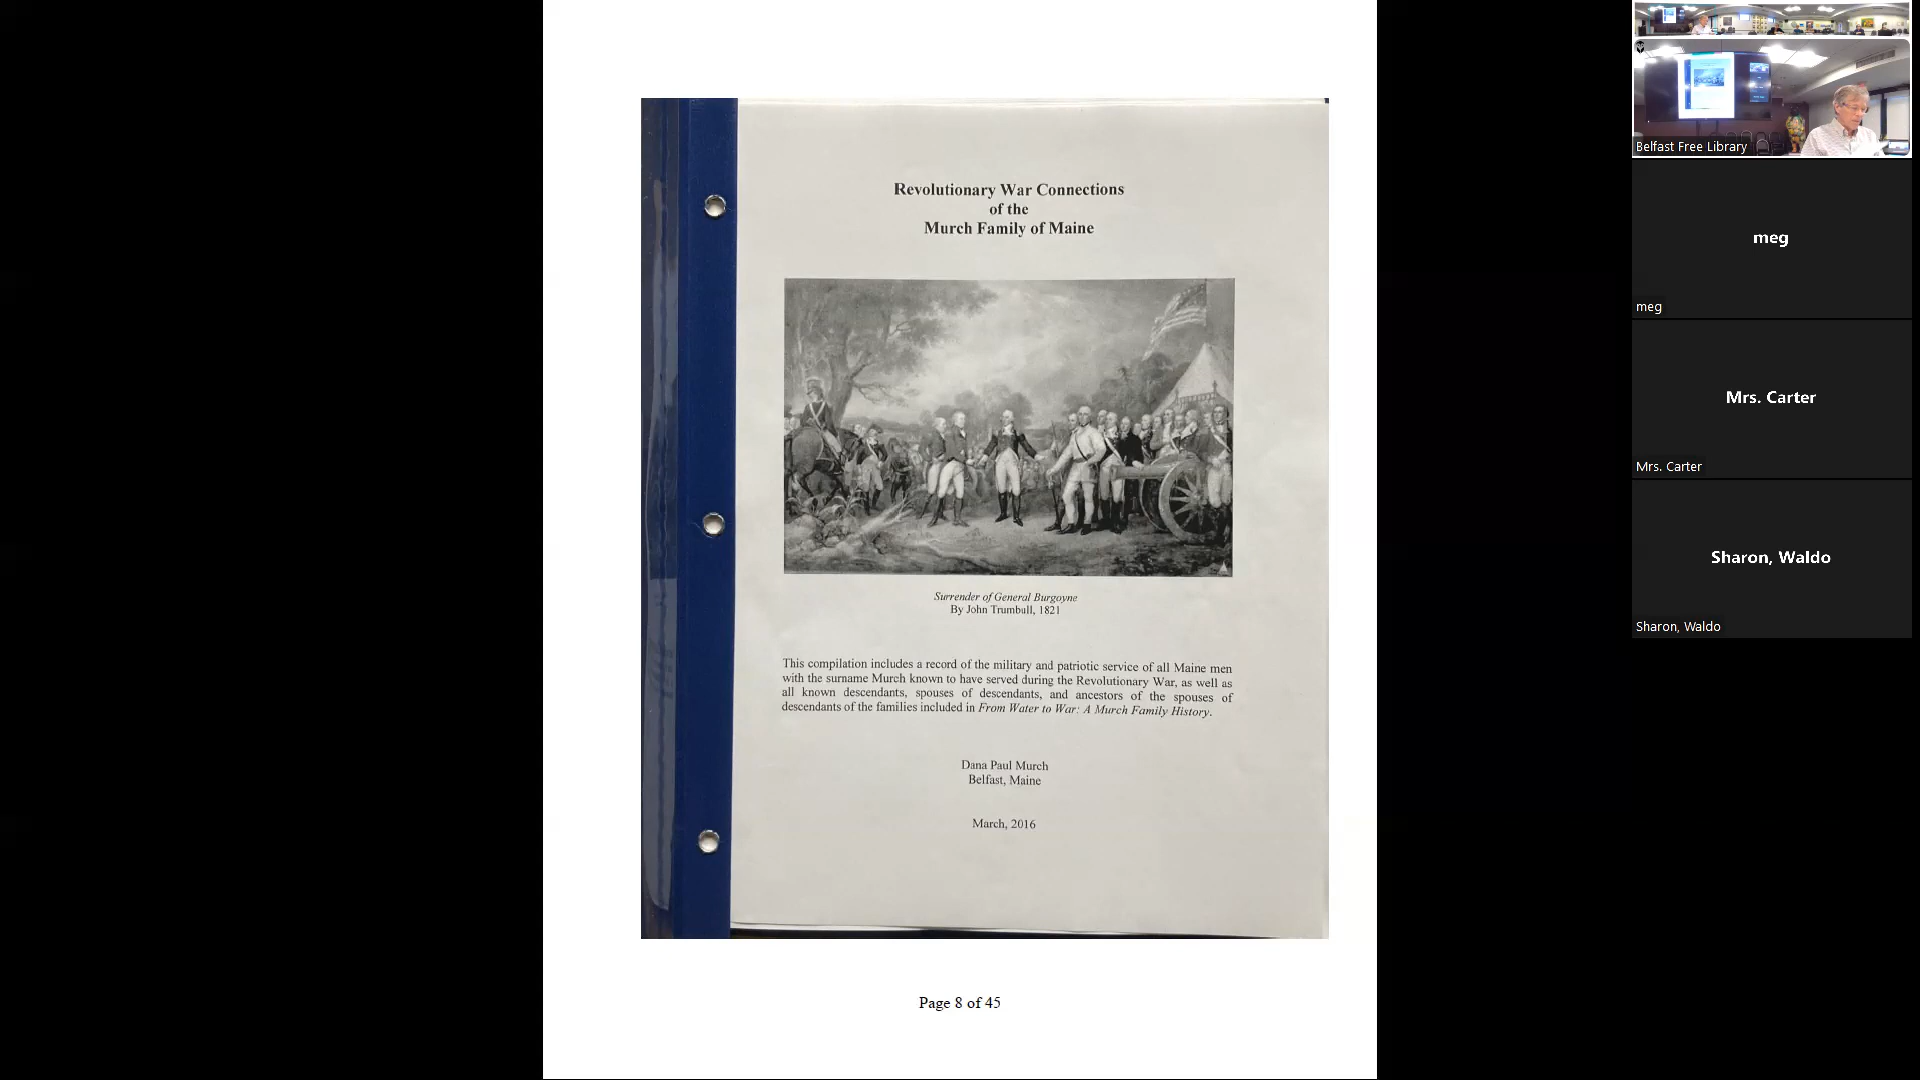 Revolutionary War Connections
of the
Murch Family of Maine
Surrender of General Burgoyne
By John Trumbull, 1821
This compilation includes a record of the military and patriotic service of all Maine men
with the surname Murch known to have served during the Revolutionary War, as well as
all known descendants, spouses of descendants, and ancestors of the spouses of
descendants of the families included in From Water to War: A Murch Family History.
Dana Paul Murch
Belfast, Maine
March, 2016
Page 8 of 45
Belfast Free Library
meg
meg
Mrs. Carter
Mrs. Carter
Sharon, Waldo
Sharon, Waldo